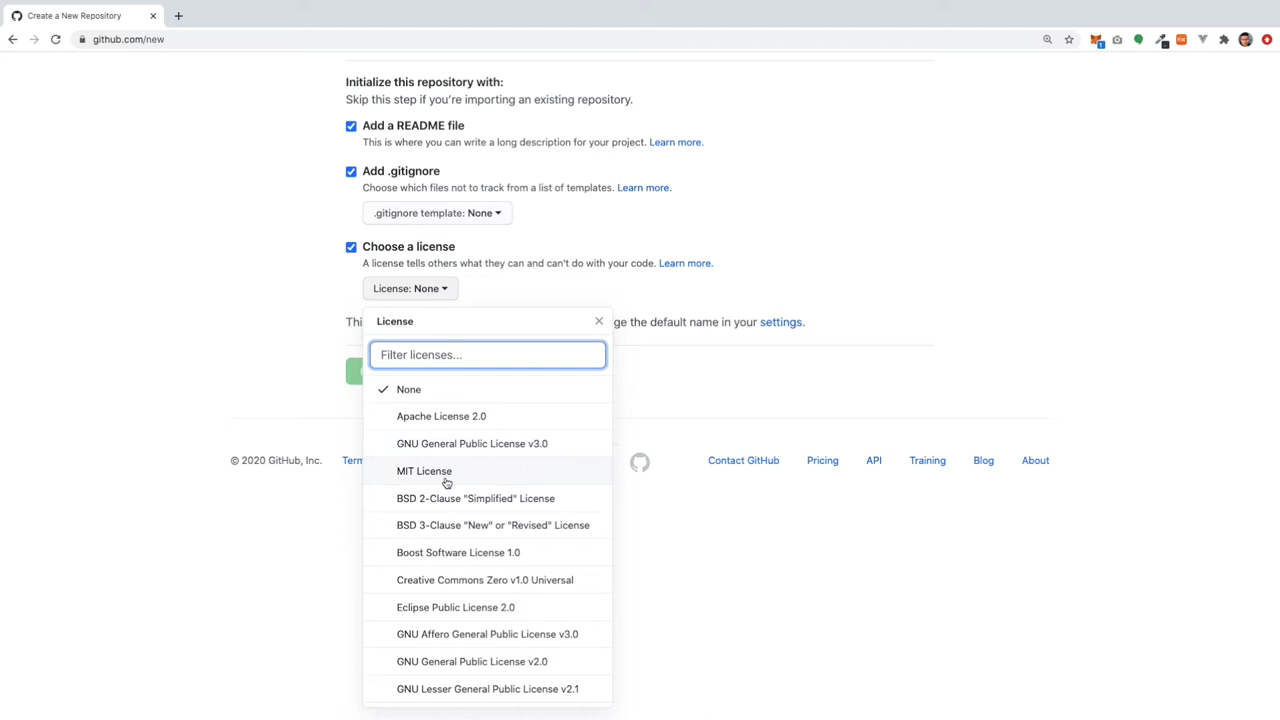 Create a New Repository
github.com/new
1
Initialize this repository with:
Skip this step if you're importing an existing repository.
Add a README file
This is where you can write a long description for your project. Learn more.
Add .gitignore
Choose which files not to track from a list of templates. Learn more.
.gitignore template: None
Choose a license
A license tells others what they can and can't do with your code. Learn more.
License: None
License
ge the default name in your settings.
Filter licenses...
None
Apache License 2.0
GNU General Public License v3.0
MIT License
BSD 2-Clause "Simplified" License
BSD 3-Clause "New" or "Revised" License
Boost Software License 1.0
Creative Commons Zero v1.0 Universal
Eclipse Public License 2.0
GNU Affero General Public License v3.0
GNU General Public License v2.0
GNU Lesser General Public License v2.1
© 2020 GitHub, Inc.
Contact GitHub
Pricing
API
Training
Blog
About